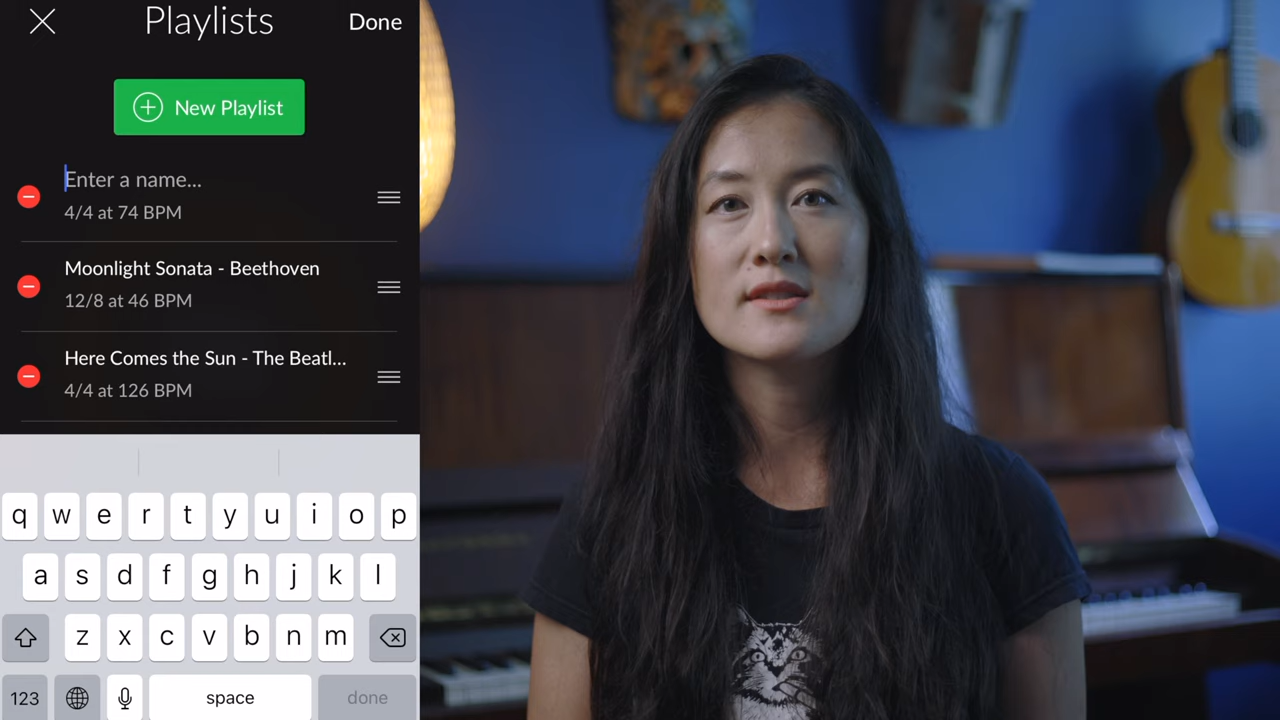 Playlists
Done
New Playlist
Enter a name...
4/4 at 74 BPM
Moonlight Sonata - Beethoven
12/8 at 46 BPM
Here Comes the Sun - The Beatl...
4/4 at 126 BPM
q w e r t y u i o p
a s d f g h j k l
z x c v b n m
123 space done